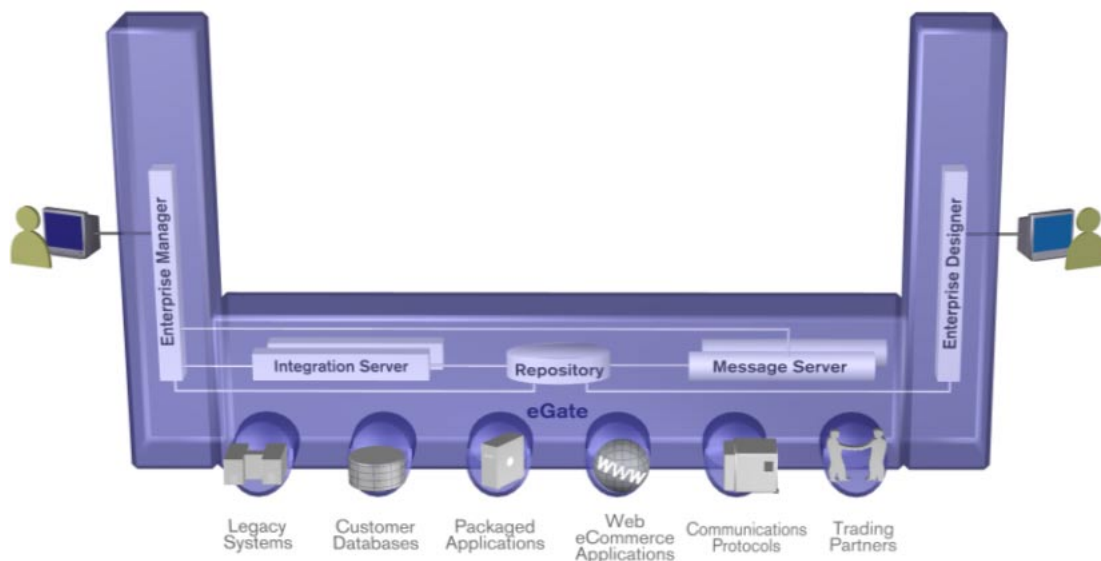 Enterprise Manager
Enterprise Designer
Integration Server
Repository
Message Server
eGate
www
Legacy
Systems
Customer
Databases
Packaged
Applications
Web
eCommerce
Applications
Communications
Protocols
Trading
Partners